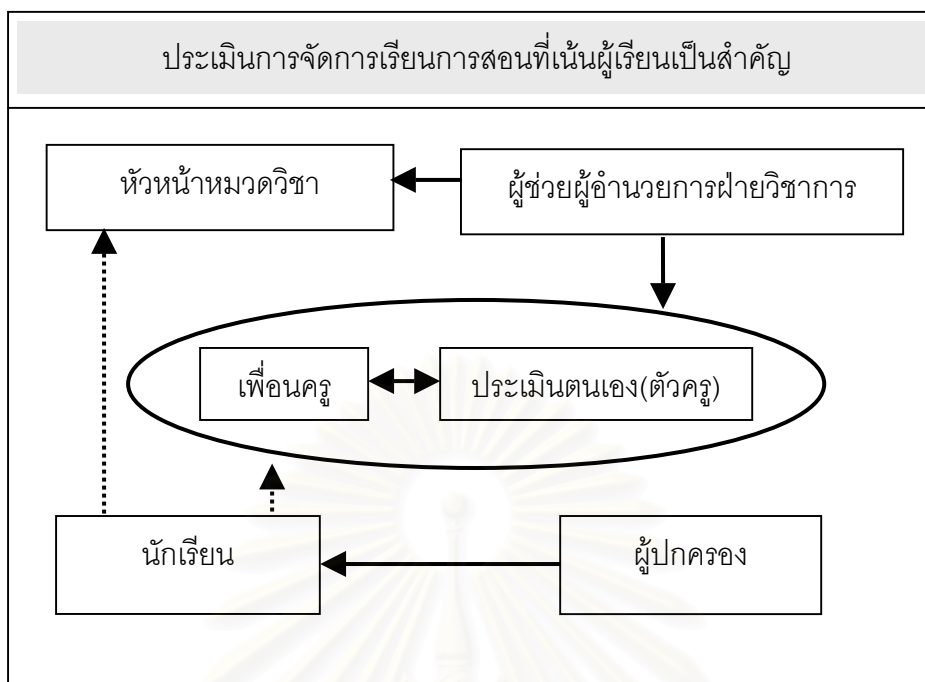 ประเมินการจัดการเรียนการสอนที่เน้นผู้เรียนเป็นสำคัญ
หัวหน้าหมวดวิชา
ผู้ช่วยผู้อำนวยการฝ่ายวิชาการ
เพื่อนครู
ประเมินตนเอง(ตัวครู)
นักเรียน
ผู้ปกครอง